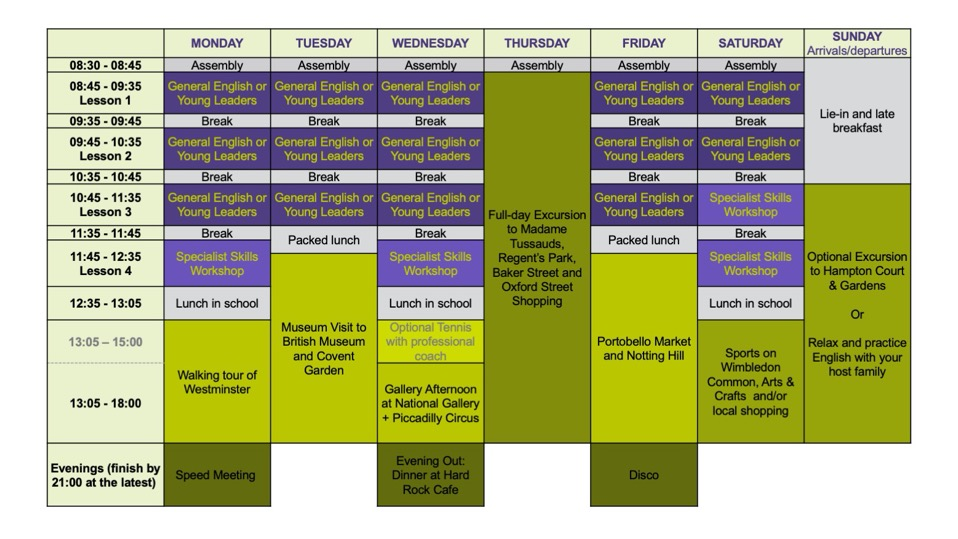 MONDAY TUESDAY WEDNESDAY THURSDAY FRIDAY SATURDAY SUNDAY
Arrivals/departures
08:30 - 08:45 Assembly Assembly Assembly Assembly Assembly Assembly
08:45 - 09:35
Lesson 1
General English or
Young Leaders
General English or
Young Leaders
General English or
Young Leaders
General English or
Young Leaders
General English or
Young Leaders
Lie-in and late
breakfast
09:35 - 09:45 Break Break Break Break Break
09:45 - 10:35
Lesson 2
General English or
Young Leaders
General English or
Young Leaders
General English or
Young Leaders
General English or
Young Leaders
General English or
Young Leaders
10:35 - 10:45 Break Break Break Break Break
10:45 - 11:35
Lesson 3
General English or
Young Leaders
General English or
Young Leaders
General English or
Young Leaders
Full-day Excursion
to Madame
Tussauds,
Regent's Park,
Baker Street and
Oxford Street
Shopping
General English or
Young Leaders
Specialist Skills
Workshop
11:35 - 11:45 Break Packed lunch Break Packed lunch Break
11:45 - 12:35
Lesson 4
Specialist Skills
Workshop
Specialist Skills
Workshop
Specialist Skills
Workshop
Optional Excursion
to Hampton Court
& Gardens
Or
Relax and practice
English with your
host family
12:35 - 13:05 Lunch in school Lunch in school Lunch in school
13:05 – 15:00
13:05 - 18:00
Walking tour of
Westminster
Museum Visit to
British Museum
and Covent
Garden
Optional Tennis
with professional
coach
Gallery Afternoon
at National Gallery
+ Piccadilly Circus
Portobello Market
and Notting Hill
Sports on
Wimbledon
Common, Arts &
Crafts and/or
local shopping
Evenings (finish by
21:00 at the latest)
Speed Meeting
Evening Out:
Dinner at Hard
Rock Cafe
Disco